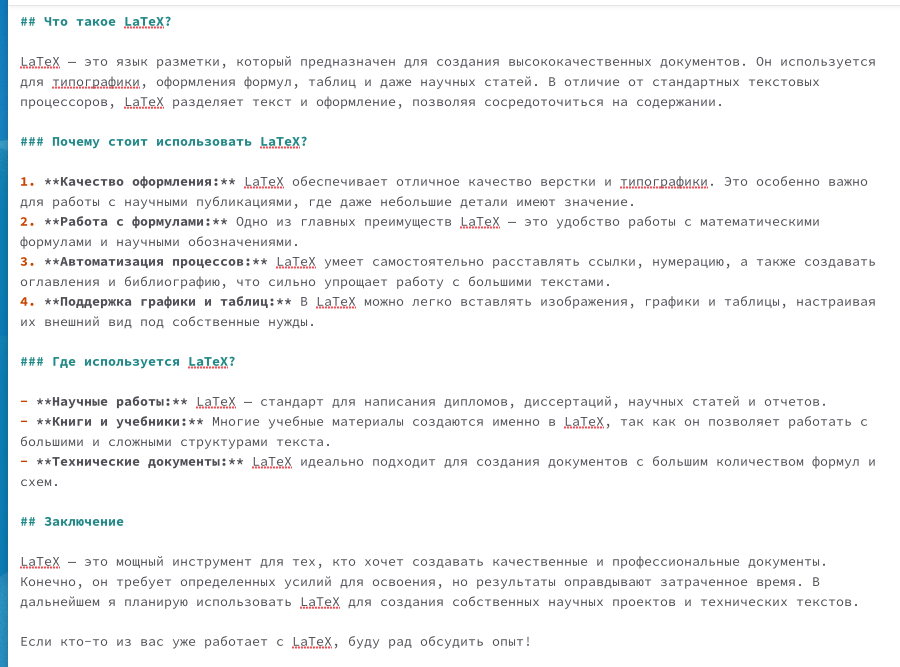 ## Что такое LaTeX?
LaTeX — это язык разметки, который предназначен для создания высококачественных документов. Он используется
для типографики, оформления формул, таблиц и даже научных статей. В отличие от стандартных текстовых
процессоров, LaTeX разделяет текст и оформление, позволяя сосредоточиться на содержании.
### Почему стоит использовать LaTeX?
1. **Качество оформления:** LaTeX обеспечивает отличное качество верстки и типографики. Это особенно важно
для работы с научными публикациями, где даже небольшие детали имеют значение.
2. **Работа с формулами:** Одно из главных преимуществ LaTeX — это удобство работы с математическими
формулами и научными обозначениями.
3. **Автоматизация процессов:** LaTeX умеет самостоятельно расставлять ссылки, нумерацию, а также создавать
оглавления и библиографию, что сильно упрощает работу с большими текстами.
4. **Поддержка графики и таблиц:** В LaTeX можно легко вставлять изображения, графики и таблицы, настраивая
их внешний вид под собственные нужды.
### Где используется LaTeX?
- **Научные работы:** LaTeX — стандарт для написания дипломов, диссертаций, научных статей и отчетов.
- **Книги и учебники:** Многие учебные материалы создаются именно в LaTeX, так как он позволяет работать с
большими и сложными структурами текста.
- **Технические документы:** LaTeX идеально подходит для создания документов с большим количеством формул и
схем.
## Заключение
LaTeX — это мощный инструмент для тех, кто хочет создавать качественные и профессиональные документы.
Конечно, он требует определенных усилий для освоения, но результаты оправдывают затраченное время. В
дальнейшем я планирую использовать LaTeX для создания собственных научных проектов и технических текстов.
Если кто-то из вас уже работает с LaTeX, буду рад обсудить опыт!